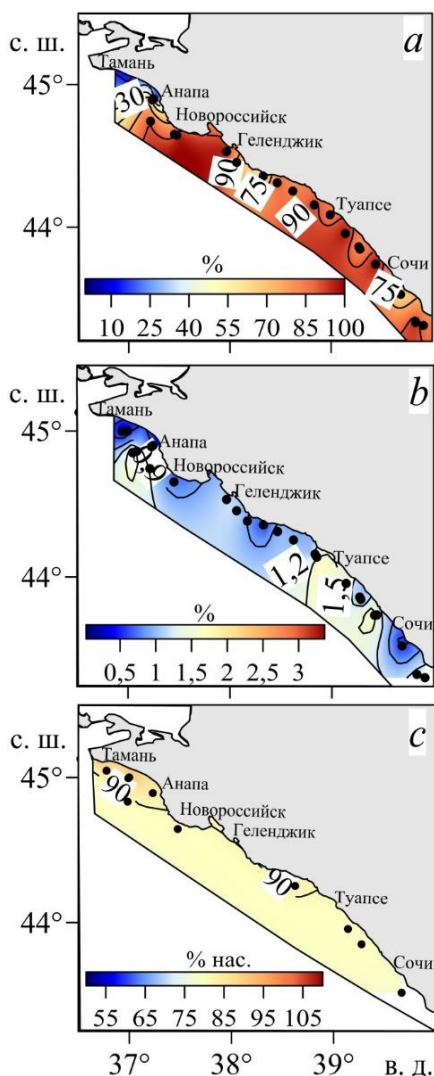 a
с. ш.
Тамань
45°
Анапа
30
Новороссийск
Геленджик
90
75
Туапсе
44°
90
Сочи
%
75
10 25 40 55 70 85 100
b
с. ш.
Тамань
45°
Анапа
Новороссийск
Геленджик
Туапсе
44°
1,2
1,5
Сочи
%
0,5 1 1,5 2 2,5 3
c
с. ш.
Тамань
45°
90
Анапа
Новороссийск
Геленджик
90
Туапсе
44°
Сочи
% нас.
55 65 75 85 95 105
37° 38° 39° в. д.